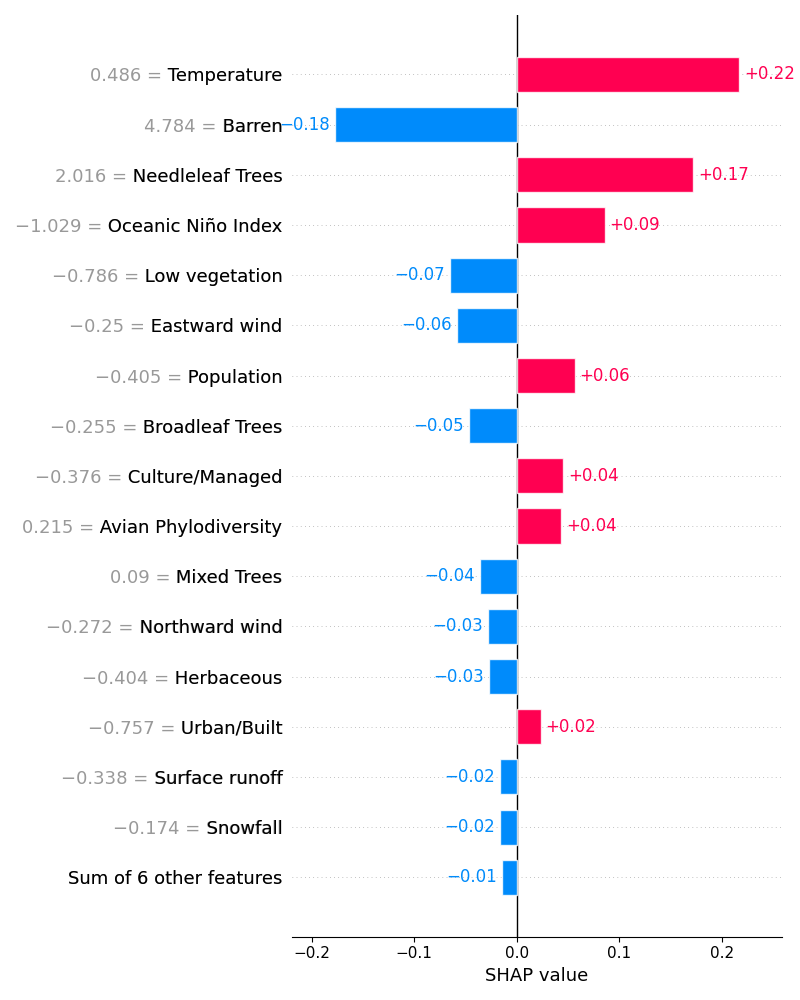 0.486 = Temperature +0.22
4.784 = Barren −0.18
2.016 = Needleleaf Trees +0.17
−1.029 = Oceanic Niño Index +0.09
−0.786 = Low vegetation −0.07
−0.25 = Eastward wind −0.06
−0.405 = Population +0.06
−0.255 = Broadleaf Trees −0.05
−0.376 = Culture/Managed +0.04
0.215 = Avian Phylodiversity +0.04
0.09 = Mixed Trees −0.04
−0.272 = Northward wind −0.03
−0.404 = Herbaceous −0.03
−0.757 = Urban/Built +0.02
−0.338 = Surface runoff −0.02
−0.174 = Snowfall −0.02
Sum of 6 other features −0.01
−0.2 −0.1 0.0 0.1 0.2
SHAP value